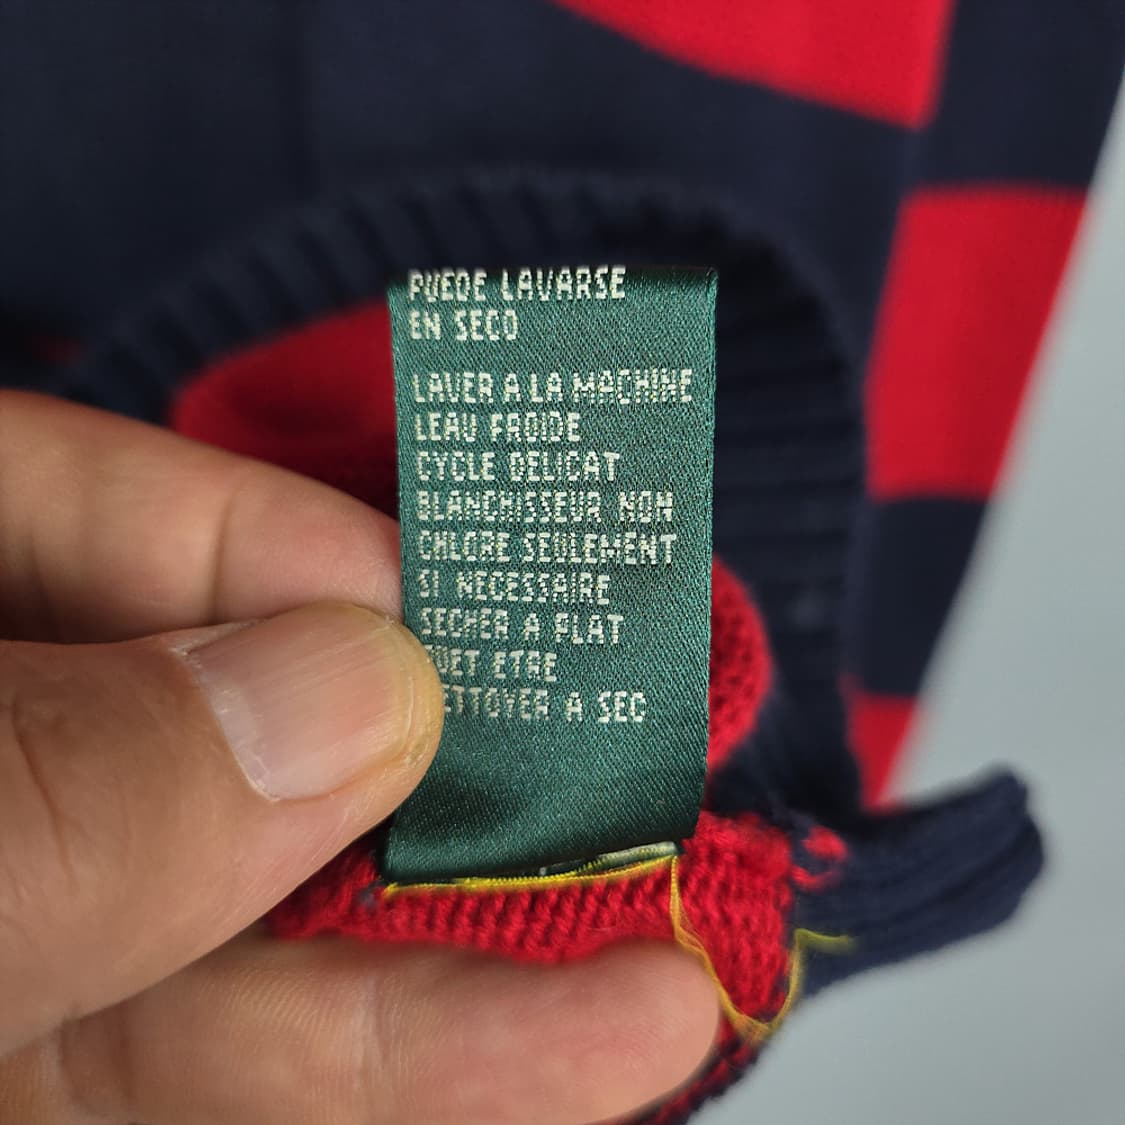 PUEDE LAVARSE
EN SECO
LAVER A LA MACHINE
LEAU FROIDE
CYCLE DELICAT
BLANCHISSEUR NON
CHLORE SEULEMENT
SI NECESSAIRE
SECHER A PLAT
ETRE
A SEC